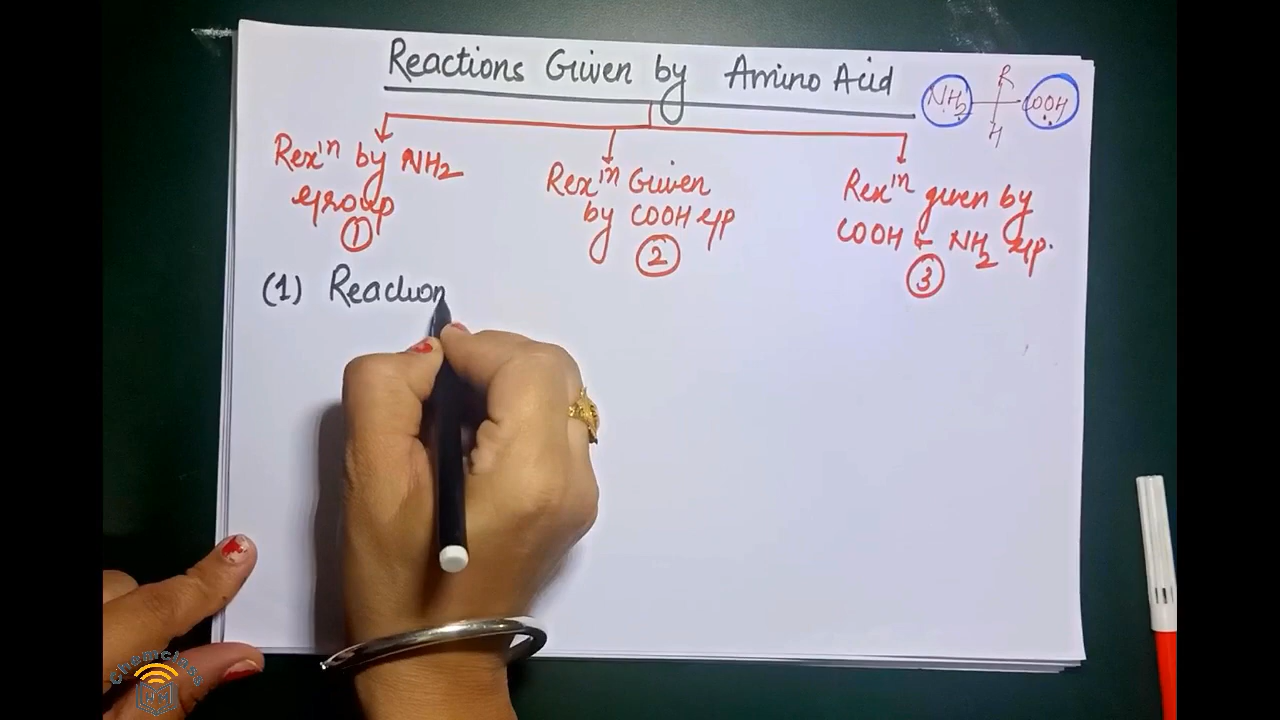 Reactions Given by Amino Acid
R
NH2 COOH
H
Rexⁿ by NH2
group
1
Rexⁿ Given
by COOH gp
2
Rexⁿ given by
COOH & NH2 gp.
3
(1) Reaction
Chemclass